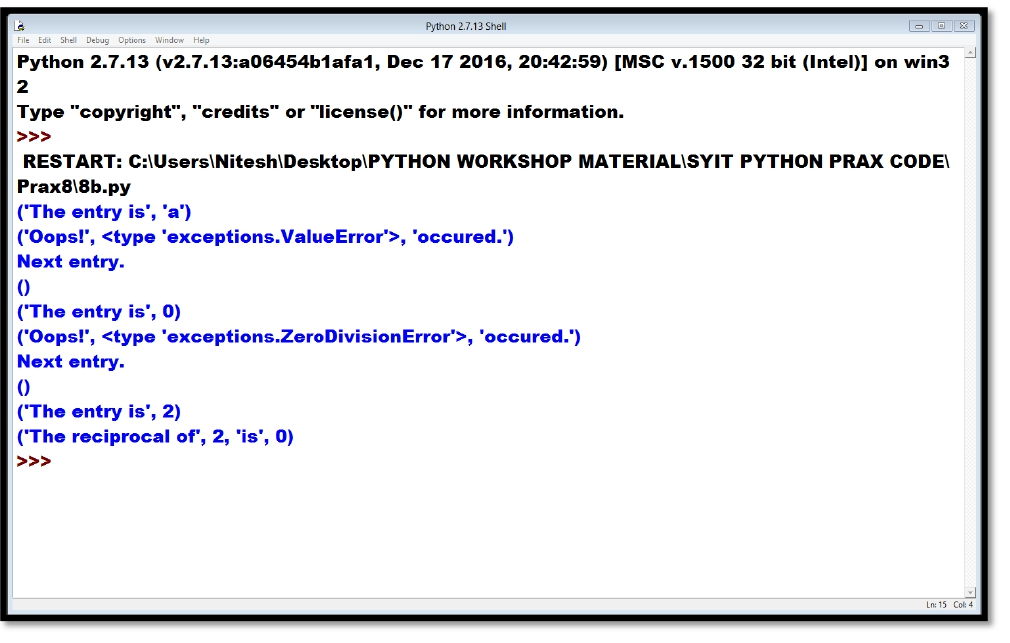 Python 2.7.13 Shell
File Edit Shell Debug Options Window Help
Python 2.7.13 (v2.7.13:a06454b1afa1, Dec 17 2016, 20:42:59) [MSC v.1500 32 bit (Intel)] on win3
2
Type "copyright", "credits" or "license()" for more information.
>>>
RESTART: C:\Users\Nitesh\Desktop\PYTHON WORKSHOP MATERIAL\SYIT PYTHON PRAX CODE\
Prax8\8b.py
('The entry is', 'a')
('Oops!', <type 'exceptions.ValueError'>, 'occured.')
Next entry.
()
('The entry is', 0)
('Oops!', <type 'exceptions.ZeroDivisionError'>, 'occured.')
Next entry.
()
('The entry is', 2)
('The reciprocal of', 2, 'is', 0)
>>>
Ln: 15 Col: 4